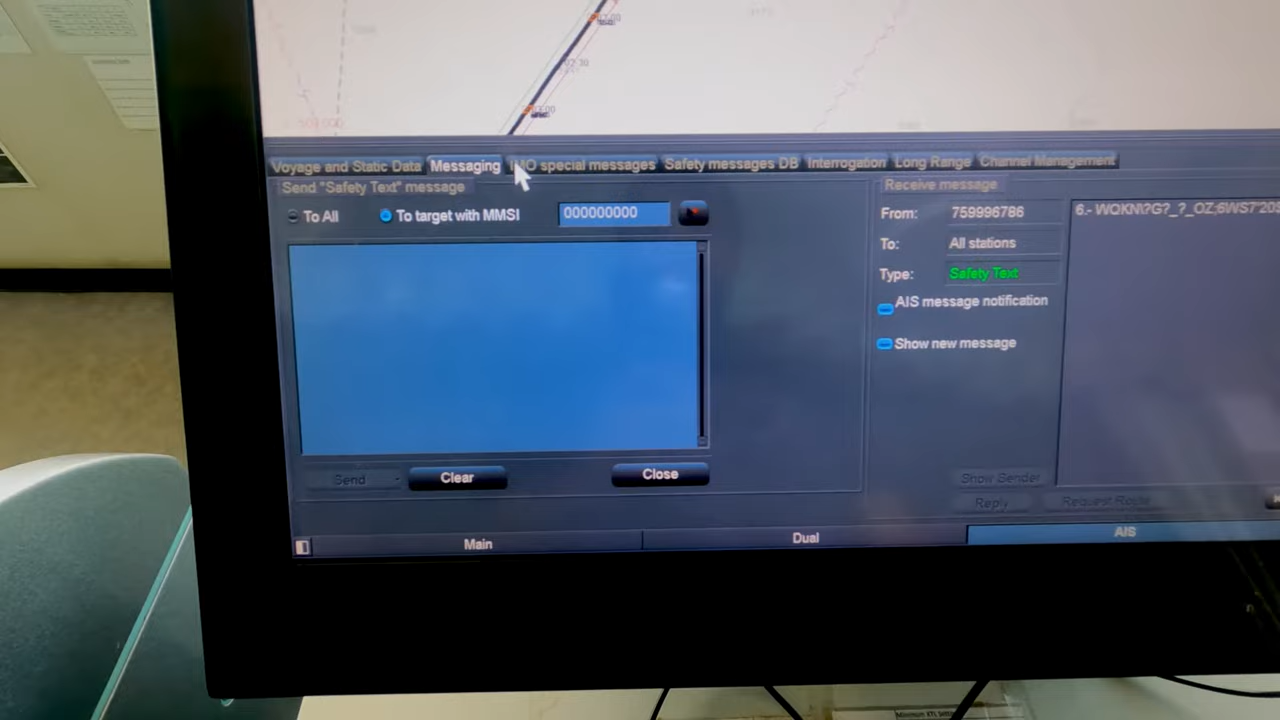 Voyage and Static Data Messaging IMO special messages Safety messages DB Interrogation Long Range Channel Management
Send "Safety Text" message
To All
To target with MMSI
000000000
Send
Clear
Close
Receive message
From: 759996786
To: All stations
Type: Safety Text
AIS message notification
Show new message
Show Sender
Reply
Request Route
Main
Dual
AIS